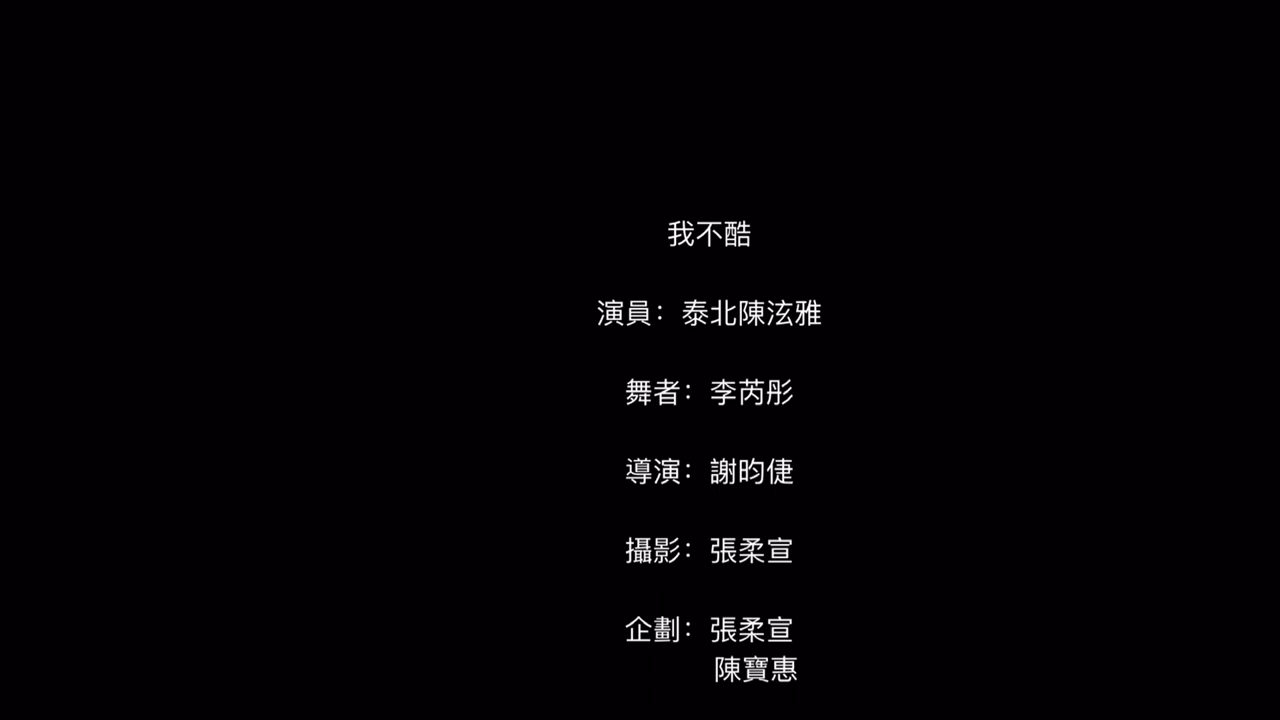 我不酷
演員：泰北陳泫雅
舞者：李芮彤
導演：謝昀倢
攝影：張柔宣
企劃：張柔宣
陳寶惠